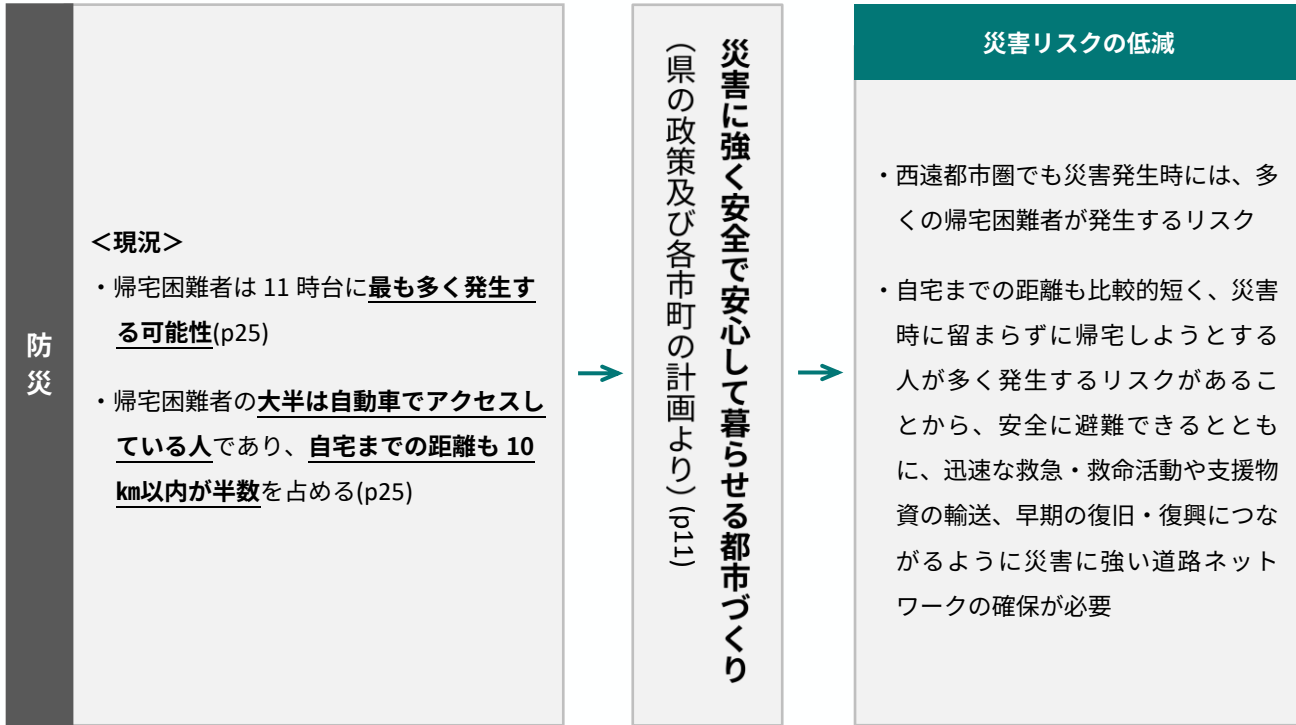 防災
＜現況＞
・帰宅困難者は 11 時台に最も多く発生す
る可能性(p25)
・帰宅困難者の大半は自動車でアクセスし
ている人であり、自宅までの距離も 10
㎞以内が半数を占める(p25)
災害に強く安全で安心して暮らせる都市づくり
（県の政策及び各市町の計画より）(p11)
災害リスクの低減
・西遠都市圏でも災害発生時には、多
くの帰宅困難者が発生するリスク
・自宅までの距離も比較的短く、災害
時に留まらずに帰宅しようとする
人が多く発生するリスクがあるこ
とから、安全に避難できるととも
に、迅速な救急・救命活動や支援物
資の輸送、早期の復旧・復興につな
がるように災害に強い道路ネット
ワークの確保が必要